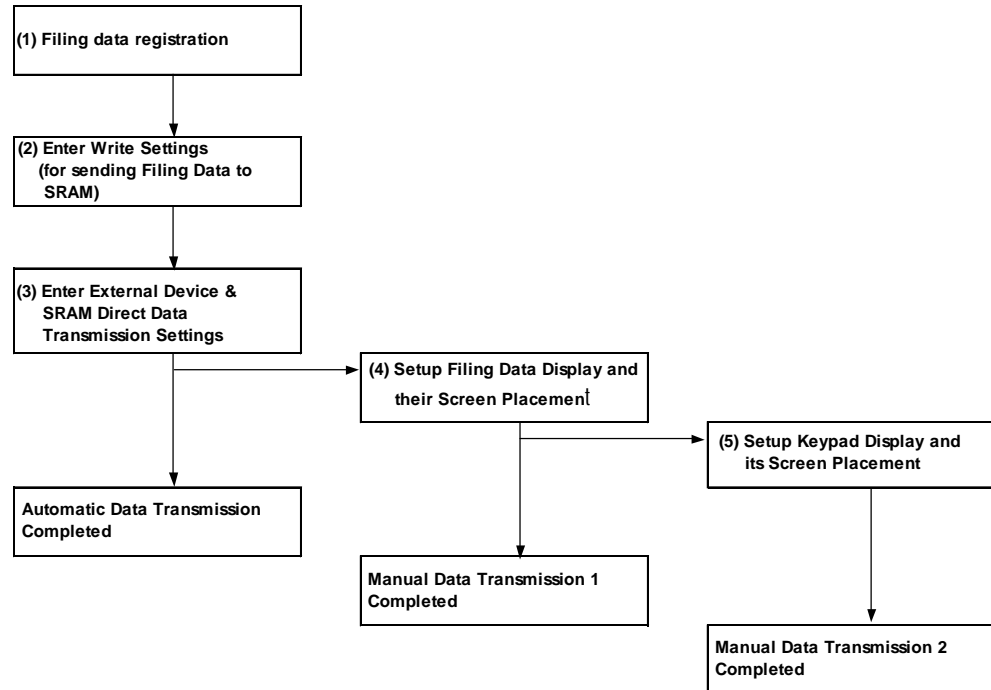 (1) Filing data registration
(2) Enter Write Settings
(for sending Filing Data to
SRAM)
(3) Enter External Device &
SRAM Direct Data
Transmission Settings
(4) Setup Filing Data Display and
their Screen Placement
(5) Setup Keypad Display and
its Screen Placement
Automatic Data Transmission
Completed
Manual Data Transmission 1
Completed
Manual Data Transmission 2
Completed